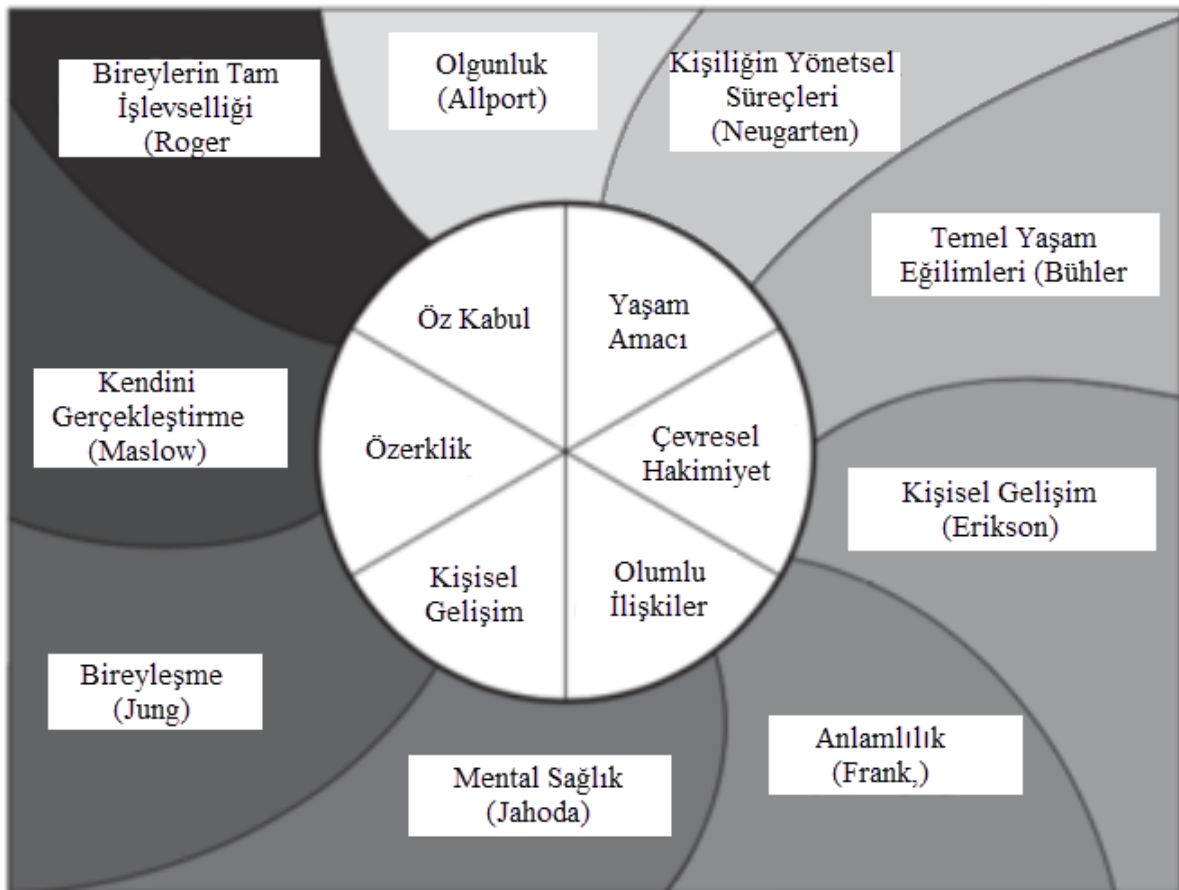 Bireylerin Tam
İşlevselliği
(Roger
Olgunluk
(Allport)
Kişiliğin Yönetsel
Süreçleri
(Neugarten)
Temel Yaşam
Eğilimleri (Bühler
Kişisel Gelişim
(Erikson)
Anlamlılık
(Frank,)
Mental Sağlık
(Jahoda)
Bireyleşme
(Jung)
Kendini
Gerçekleştirme
(Maslow)
Öz Kabul
Yaşam
Amacı
Çevresel
Hakimiyet
Olumlu
İlişkiler
Kişisel
Gelişim
Özerklik